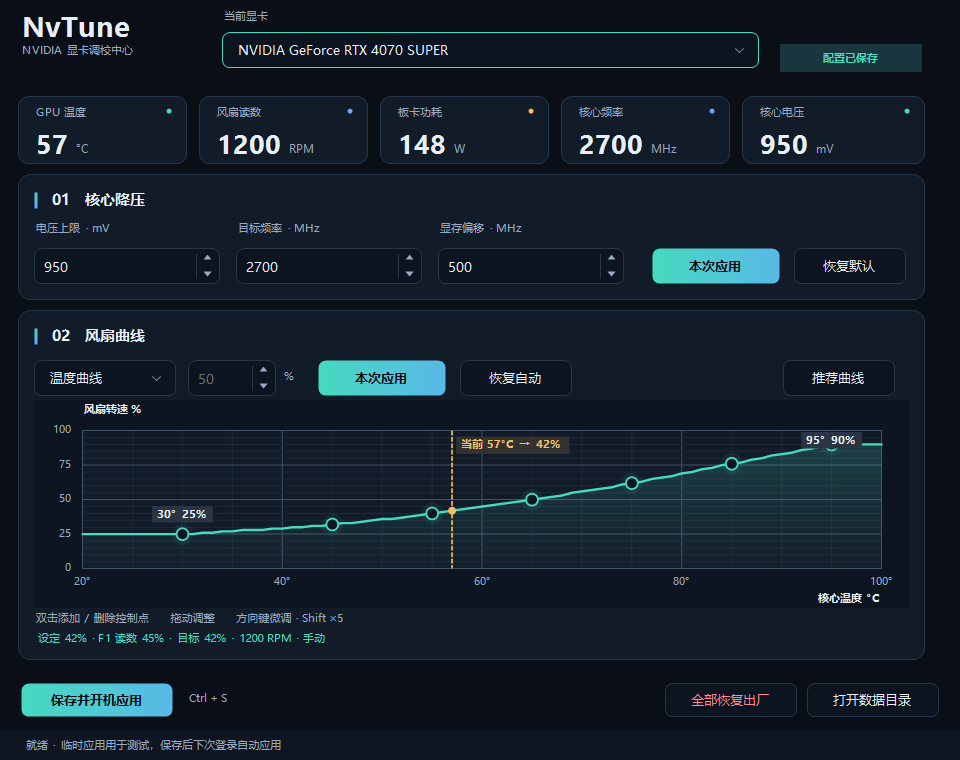 NvTune
NVIDIA 显卡调校中心
当前显卡
NVIDIA GeForce RTX 4070 SUPER
配置已保存
GPU 温度
57 °C
风扇读数
1200 RPM
板卡功耗
148 W
核心频率
2700 MHz
核心电压
950 mV
01 核心降压
电压上限 · mV
目标频率 · MHz
显存偏移 · MHz
950
2700
500
本次应用
恢复默认
02 风扇曲线
温度曲线
50 %
本次应用
恢复自动
推荐曲线
风扇转速 %
100
75
50
25
0
当前 57°C → 42%
95° 90%
30° 25%
20° 40° 60° 80° 100°
核心温度 °C
双击添加 / 删除控制点 拖动调整 方向键微调 · Shift ×5
设定 42% · F1 读数 45% · 目标 42% · 1200 RPM · 手动
保存并开机应用
Ctrl + S
全部恢复出厂
打开数据目录
就绪 · 临时应用用于测试，保存后下次登录自动应用